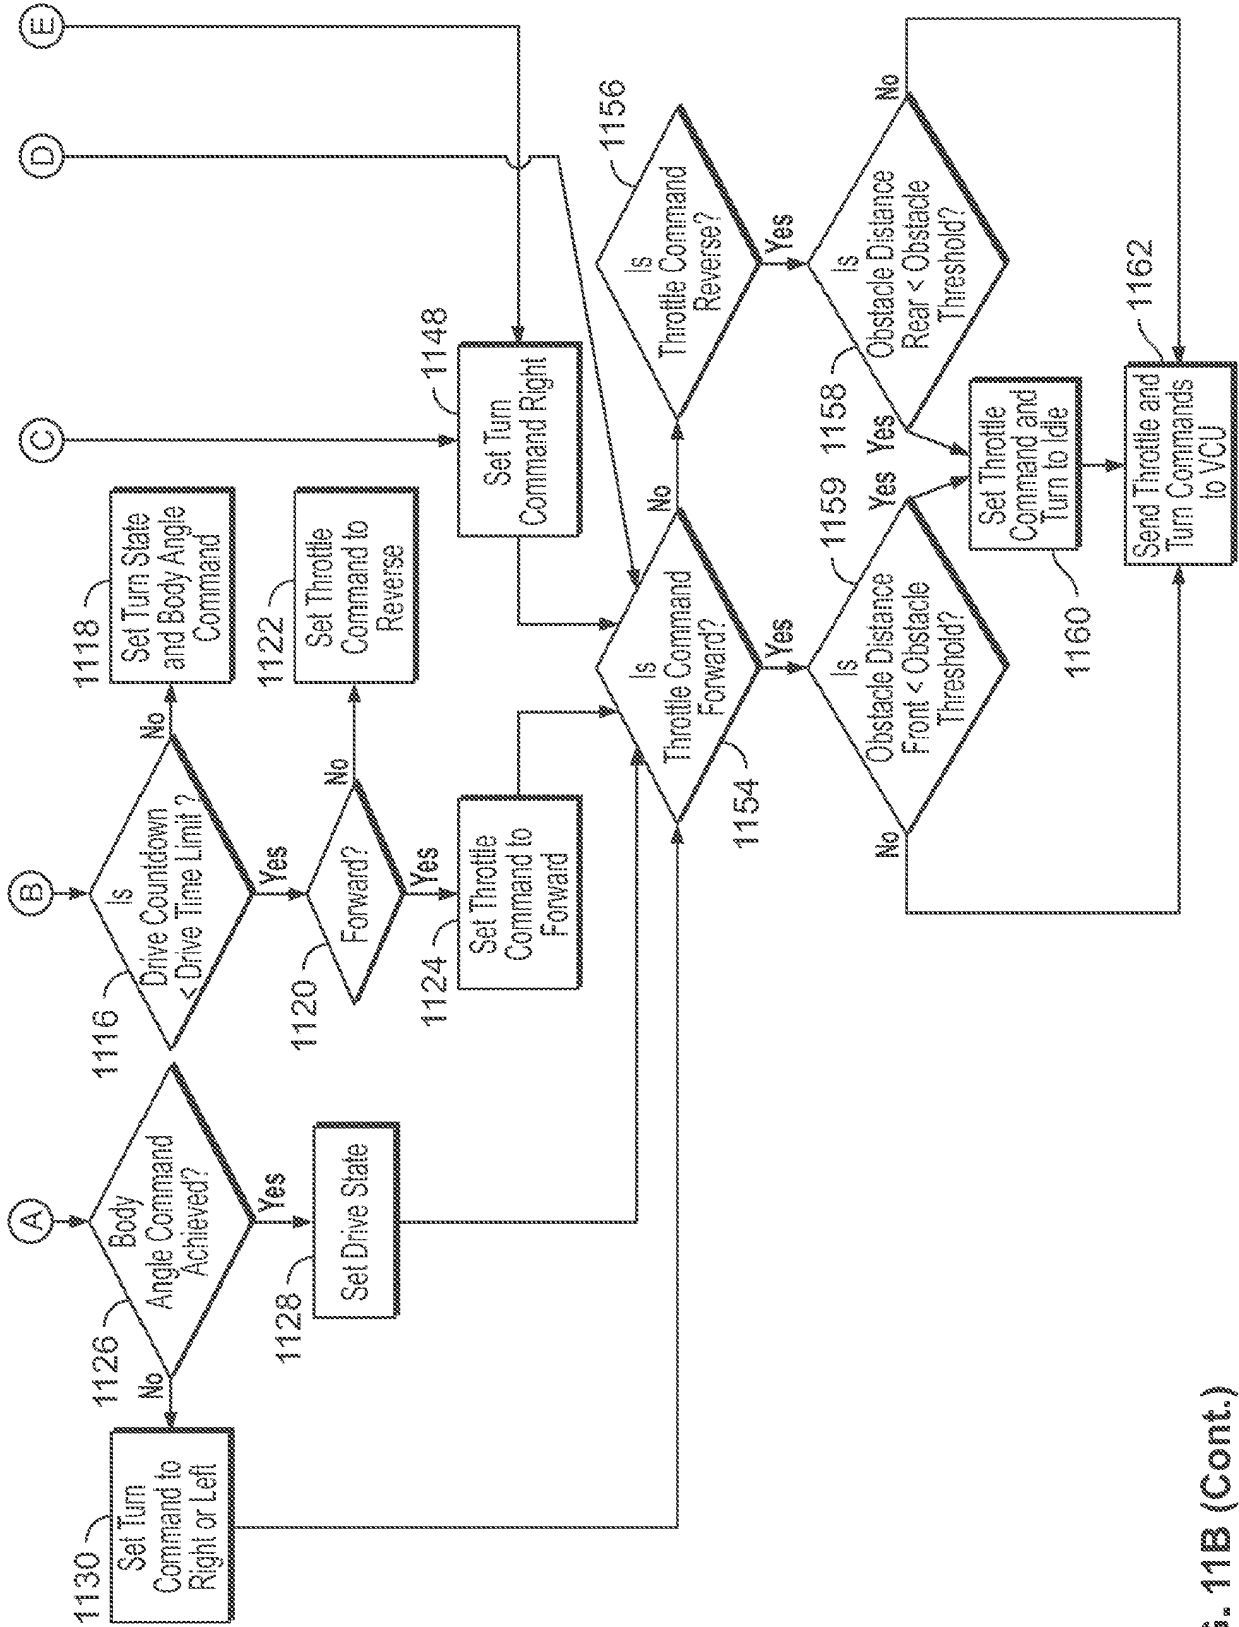 A
B
C
D
E
1126
Body
Angle Command
Achieved?
No
Yes
1130
Set Turn
Command to
Right or Left
1128
Set Drive State
1116
Is
Drive Countdown
< Drive Time Limit ?
No
Yes
1118
Set Turn State
and Body Angle
Command
1120
Forward?
No
Yes
1122
Set Throttle
Command to
Reverse
1124
Set Throttle
Command to
Forward
1148
Set Turn
Command Right
1154
Is
Throttle Command
Forward?
No
Yes
1156
Is
Throttle Command
Reverse?
Yes
1159
Is
Obstacle Distance
Front < Obstacle
Threshold?
No
Yes
1158
Is
Obstacle Distance
Rear < Obstacle
Threshold?
Yes
No
1160
Set Throttle
Command and
Turn to Idle
1162
Send Throttle and
Turn Commands
to VCU
11B (Cont.)